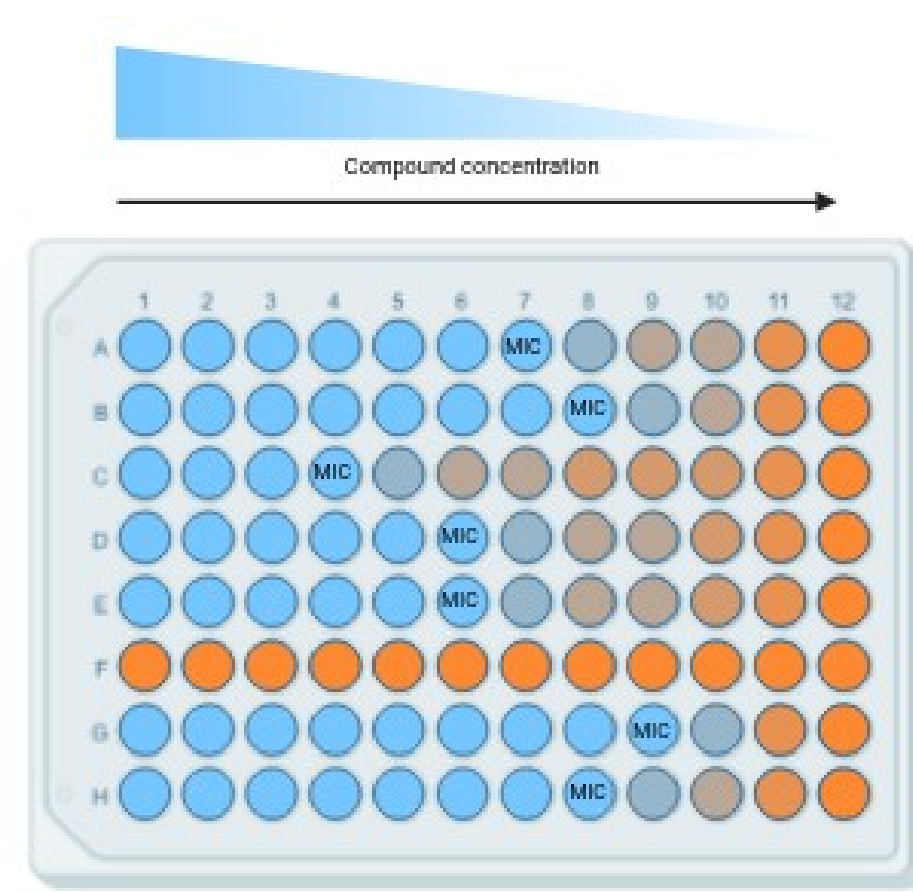 Compound concentration
1 2 3 4 5 6 7 8 9 10 11 12
A MIC
B MIC
C MIC
D MIC
E MIC
F
G MIC
H MIC